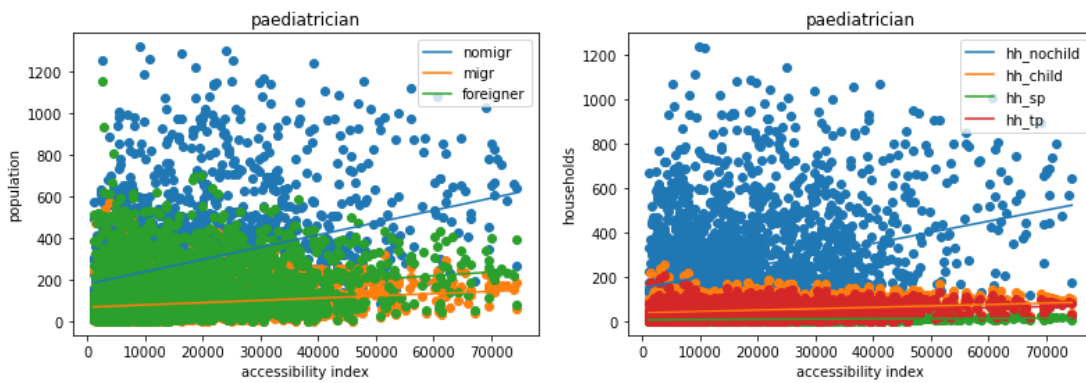 paediatrician
1200
1000
800
600
400
200
0
population
nomigr
migr
foreigner
0 10000 20000 30000 40000 50000 60000 70000
accessibility index
paediatrician
1200
1000
800
600
400
200
0
households
hh_nochild
hh_child
hh_sp
hh_tp
0 10000 20000 30000 40000 50000 60000 70000
accessibility index